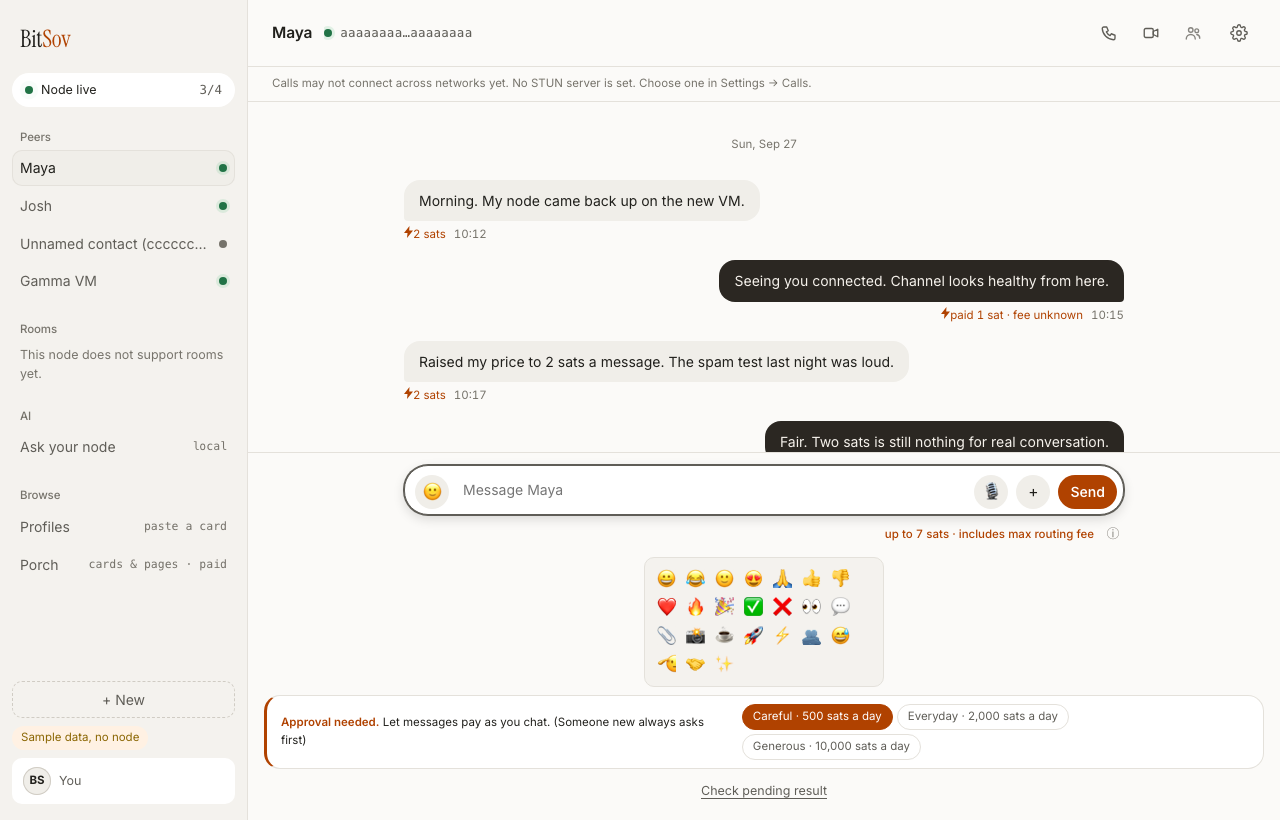 BitSov
Node live 3/4
Peers
Maya
Josh
Unnamed contact (cccccc...
Gamma VM
Rooms
This node does not support rooms
yet.
AI
Ask your node local
Browse
Profiles paste a card
Porch cards & pages · paid
+ New
Sample data, no node
BS You
Maya aaaaaaaa…aaaaaaaa
Calls may not connect across networks yet. No STUN server is set. Choose one in Settings → Calls.
Sun, Sep 27
Morning. My node came back up on the new VM.
2 sats 10:12
Seeing you connected. Channel looks healthy from here.
paid 1 sat · fee unknown 10:15
Raised my price to 2 sats a message. The spam test last night was loud.
2 sats 10:17
Fair. Two sats is still nothing for real conversation.
Message Maya + Send
up to 7 sats · includes max routing fee
Approval needed. Let messages pay as you chat. (Someone new always asks
first)
Careful · 500 sats a day Everyday · 2,000 sats a day
Generous · 10,000 sats a day
Check pending result